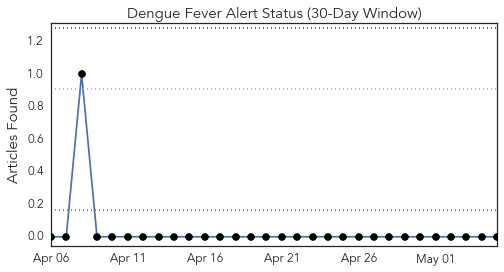 Dengue Fever Alert Status (30-Day Window)
1.2
1.0
0.8
0.6
0.4
0.2
0.0
Articles Found
Apr 06
Apr 11
Apr 16
Apr 21
Apr 26
May 01